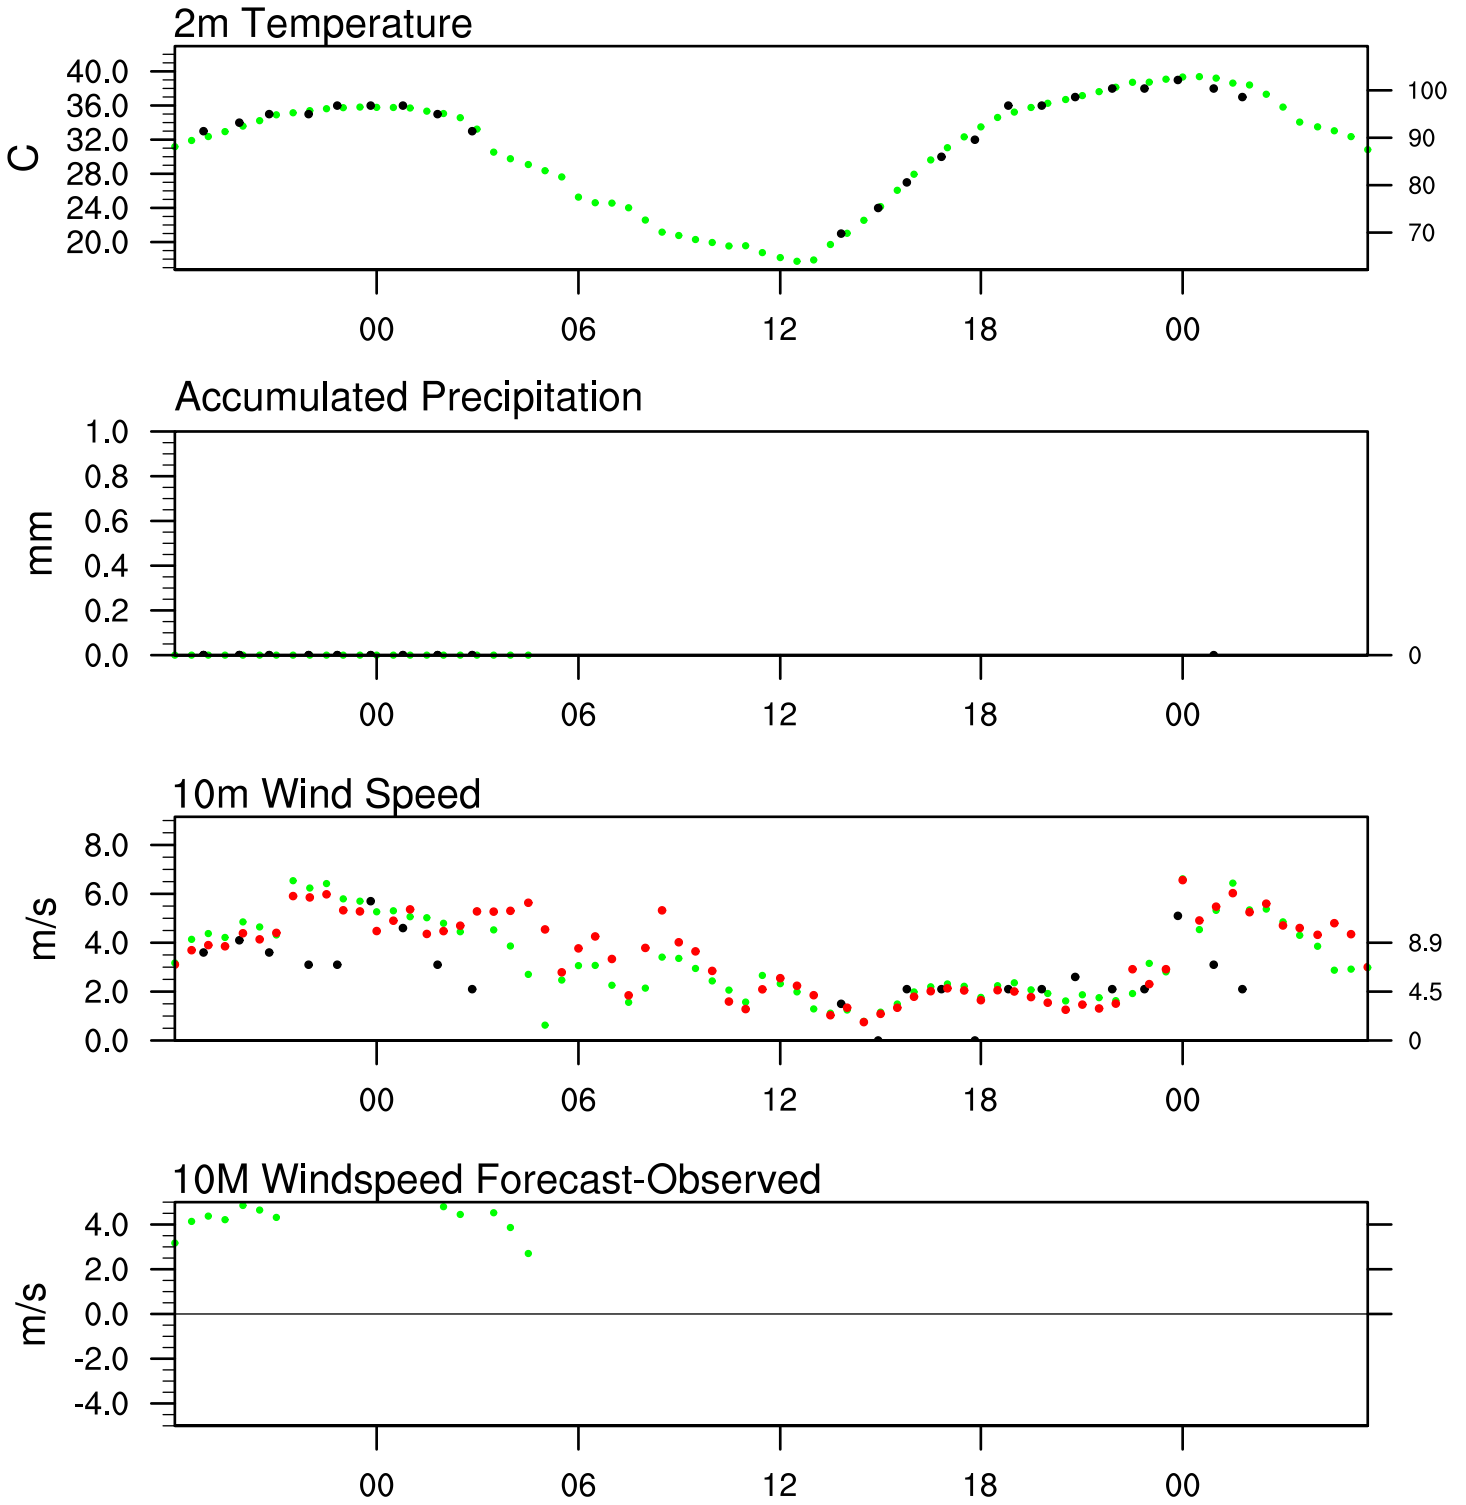 2m Temperature
C
40.0
36.0
32.0
28.0
24.0
20.0
100
90
80
70
00 06 12 18 00
Accumulated Precipitation
mm
1.0
0.8
0.6
0.4
0.2
0.0
0
00 06 12 18 00
10m Wind Speed
m/s
8.0
6.0
4.0
2.0
0.0
8.9
4.5
0
00 06 12 18 00
10M Windspeed Forecast-Observed
m/s
4.0
2.0
0.0
-2.0
-4.0
00 06 12 18 00